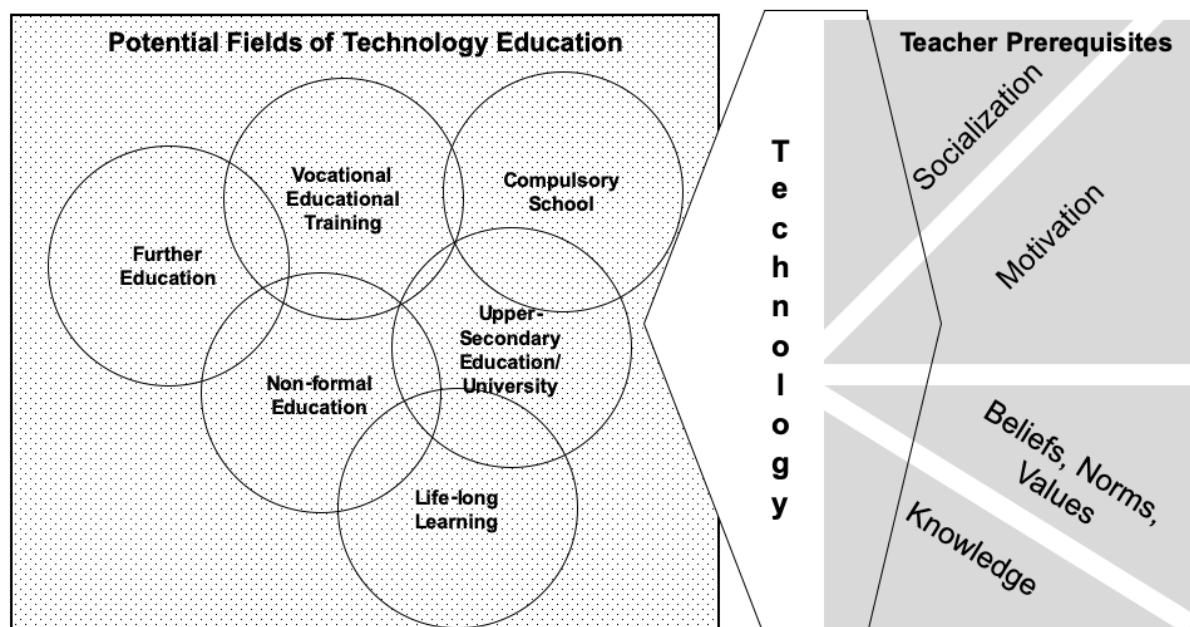 Potential Fields of Technology Education
Vocational
Educational
Training
Compulsory
School
Further
Education
Upper-
Secondary
Education/
University
Non-formal
Education
Life-long
Learning
Technology
Teacher Prerequisites
Socialization
Motivation
Beliefs, Norms,
Values
Knowledge